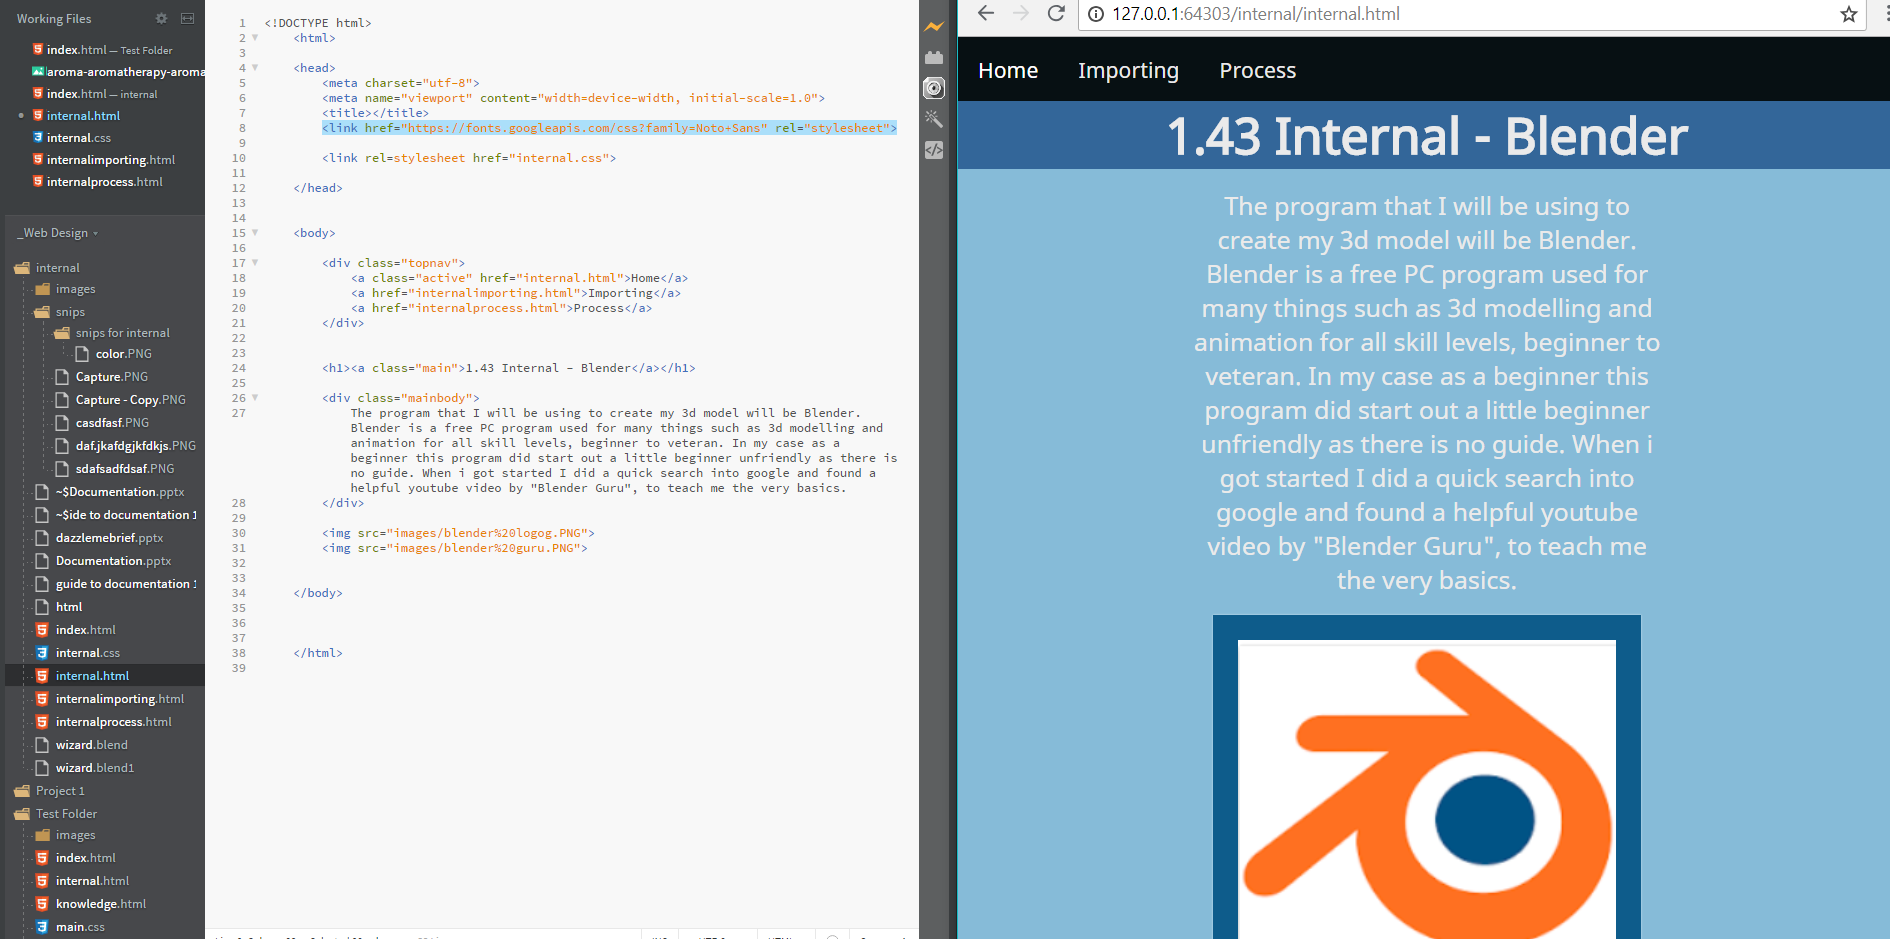 Working Files
index.html — Test Folder
aroma-aromatherapy-aroma
index.html — internal
internal.html
internal.css
internalimporting.html
internalprocess.html
_Web Design
internal
images
snips
snips for internal
color.PNG
Capture.PNG
Capture - Copy.PNG
casdfasf.PNG
daf.jkafdgjkfdkjs.PNG
sdafsadfdsaf.PNG
~$Documentation.pptx
~$ide to documentation 1
dazzlemebrief.pptx
Documentation.pptx
guide to documentation 1
html
index.html
internal.css
internal.html
internalimporting.html
internalprocess.html
wizard.blend
wizard.blend1
Project 1
Test Folder
images
index.html
internal.html
knowledge.html
main.css
1 <!DOCTYPE html>
2 <html>
3
4 <head>
5 <meta charset="utf-8">
6 <meta name="viewport" content="width=device-width, initial-scale=1.0">
7 <title></title>
8 <link href="https://fonts.googleapis.com/css?family=Noto+Sans" rel="stylesheet">
9
10 <link rel=stylesheet href="internal.css">
11
12 </head>
13
14
15 <body>
16
17 <div class="topnav">
18 <a class="active" href="internal.html">Home</a>
19 <a href="internalimporting.html">Importing</a>
20 <a href="internalprocess.html">Process</a>
21 </div>
22
23
24 <h1><a class="main">1.43 Internal - Blender</a></h1>
25
26 <div class="mainbody">
27 The program that I will be using to create my 3d model will be Blender.
Blender is a free PC program used for many things such as 3d modelling and
animation for all skill levels, beginner to veteran. In my case as a
beginner this program did start out a little beginner unfriendly as there is
no guide. When i got started I did a quick search into google and found a
helpful youtube video by "Blender Guru", to teach me the very basics.
28 </div>
29
30 <img src="images/blender%20logog.PNG">
31 <img src="images/blender%20guru.PNG">
32
33
34 </body>
35
36
37
38 </html>
39
127.0.0.1:64303/internal/internal.html
Home Importing Process
1.43 Internal - Blender
The program that I will be using to
create my 3d model will be Blender.
Blender is a free PC program used for
many things such as 3d modelling and
animation for all skill levels, beginner to
veteran. In my case as a beginner this
program did start out a little beginner
unfriendly as there is no guide. When i
got started I did a quick search into
google and found a helpful youtube
video by "Blender Guru", to teach me
the very basics.